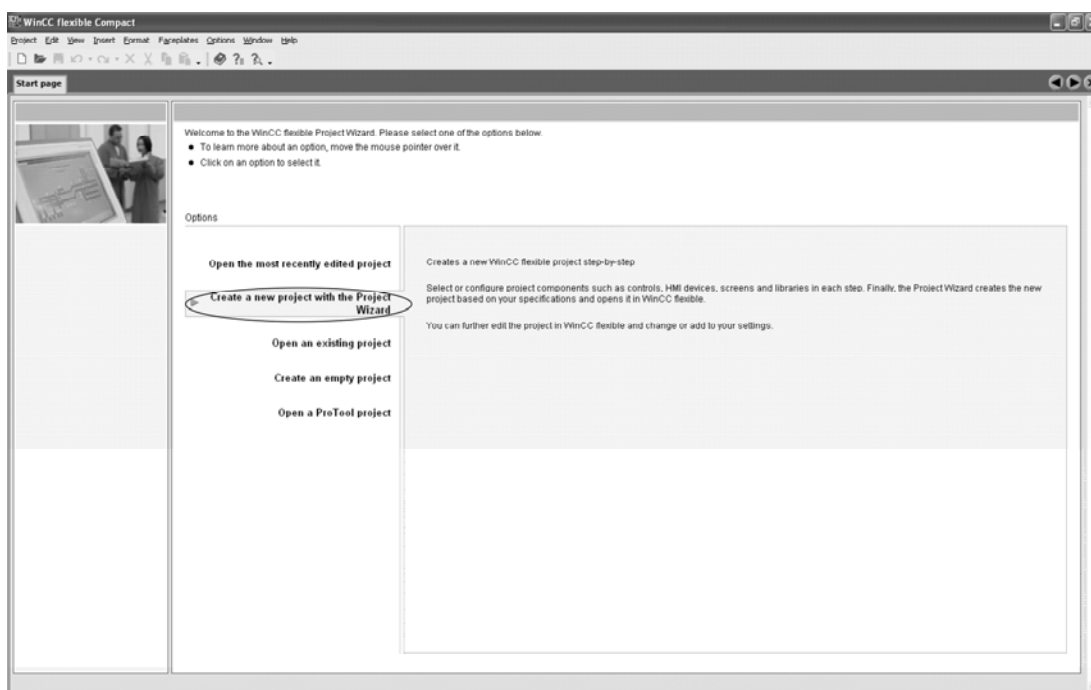 WinCC flexible Compact
Project Edit View Insert Format Faceplates Options Window Help
Start page
Welcome to the WinCC flexible Project Wizard. Please select one of the options below.
● To learn more about an option, move the mouse pointer over it.
● Click on an option to select it.
Options
Open the most recently edited project
Create a new project with the Project
Wizard
Open an existing project
Create an empty project
Open a ProTool project
Creates a new WinCC flexible project step-by-step
Select or configure project components such as controls, HMI devices, screens and libraries in each step. Finally, the Project Wizard creates the new
project based on your specifications and opens it in WinCC flexible.
You can further edit the project in WinCC flexible and change or add to your settings.